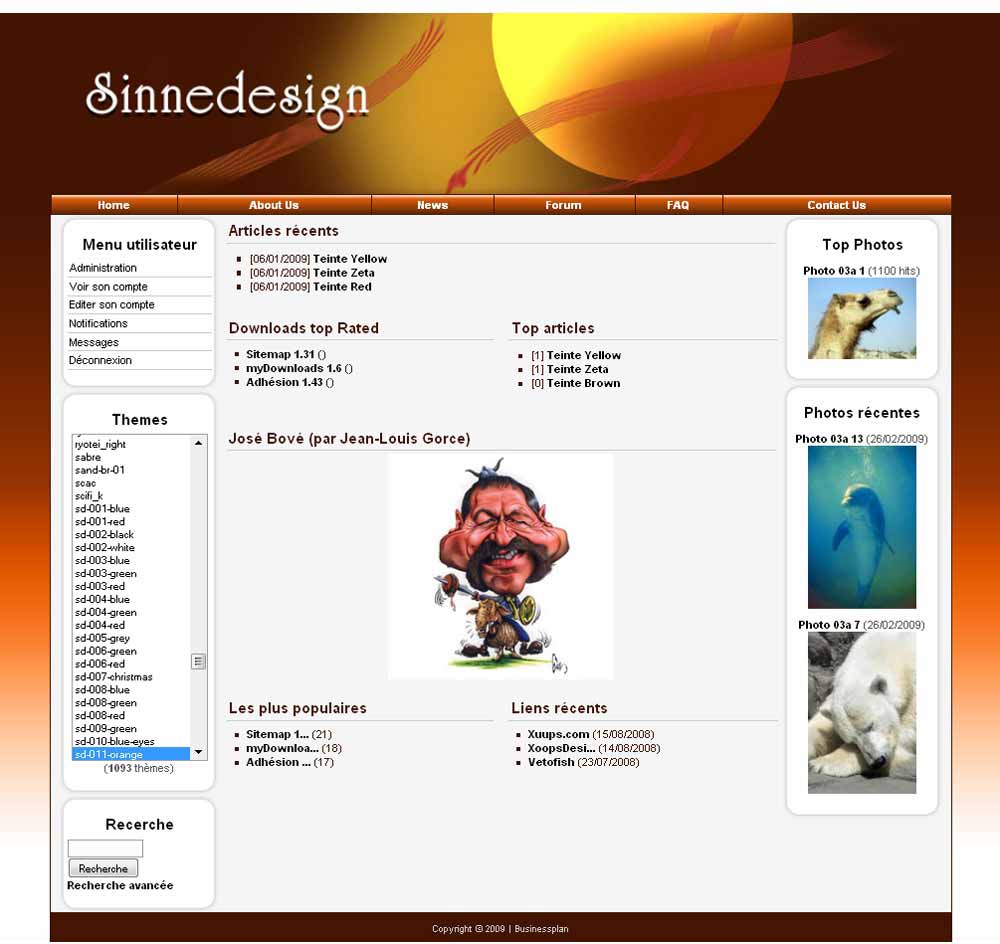 Sinnedesign
Home About Us News Forum FAQ Contact Us
Menu utilisateur
Administration
Voir son compte
Editer son compte
Notifications
Messages
Déconnexion
Themes
ryotei_right
sabre
sand-br-01
scac
scifi_k
sd-001-blue
sd-001-red
sd-002-black
sd-002-white
sd-003-blue
sd-003-green
sd-003-red
sd-004-blue
sd-004-green
sd-004-red
sd-005-grey
sd-006-green
sd-006-red
sd-007-christmas
sd-008-blue
sd-008-green
sd-008-red
sd-009-green
sd-010-blue-eyes
sd-011-orange
(1093 thèmes)
Recerche
Recherche
Recherche avancée
Articles récents
[06/01/2009] Teinte Yellow
[06/01/2009] Teinte Zeta
[06/01/2009] Teinte Red
Downloads top Rated
Sitemap 1.31 ()
myDownloads 1.6 ()
Adhésion 1.43 ()
Top articles
[1] Teinte Yellow
[1] Teinte Zeta
[0] Teinte Brown
José Bové (par Jean-Louis Gorce)
Les plus populaires
Sitemap 1... (21)
myDownloa... (18)
Adhésion ... (17)
Liens récents
Xuups.com (15/08/2008)
XoopsDesi... (14/08/2008)
Vetofish (23/07/2008)
Top Photos
Photo 03a 1 (1100 hits)
Photos récentes
Photo 03a 13 (26/02/2009)
Photo 03a 7 (26/02/2009)
Copyright © 2009 | Businessplan